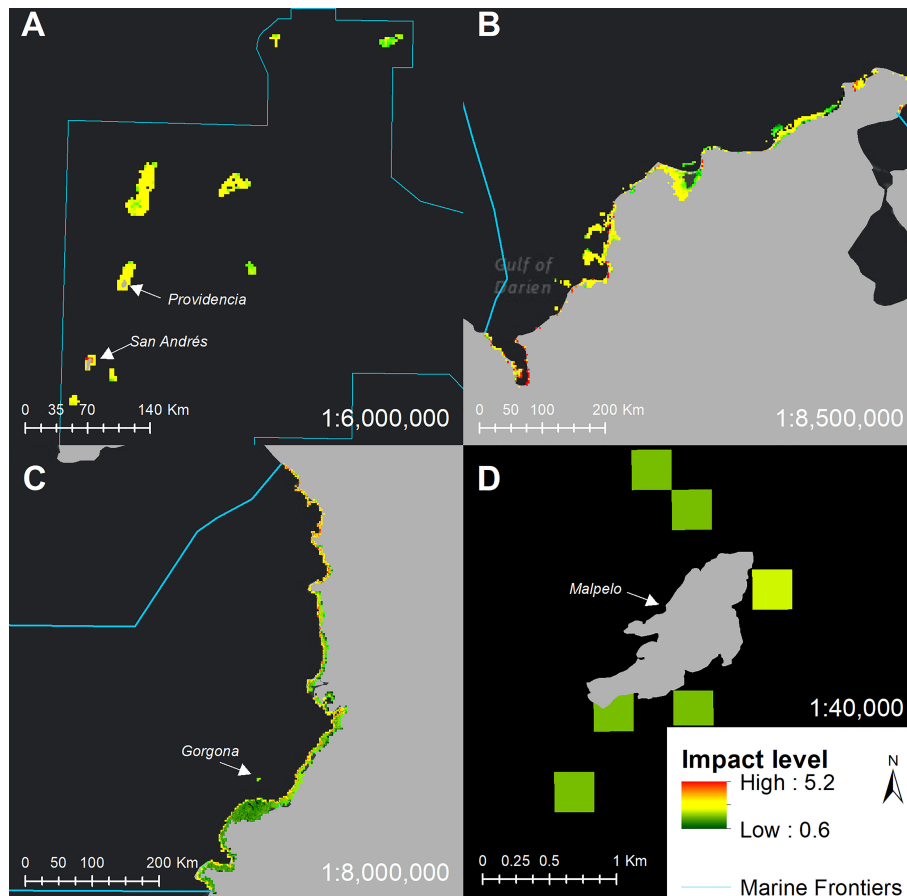 A
Providencia
San Andrés
0 35 70 140 Km
1:6,000,000
B
Gulf of
Darien
0 50 100 200 Km
1:8,500,000
C
Gorgona
0 50 100 200 Km
1:8,000,000
D
Malpelo
1:40,000
0 0.25 0.5 1 Km
Impact level
High : 5.2
Low : 0.6
N
Marine Frontiers